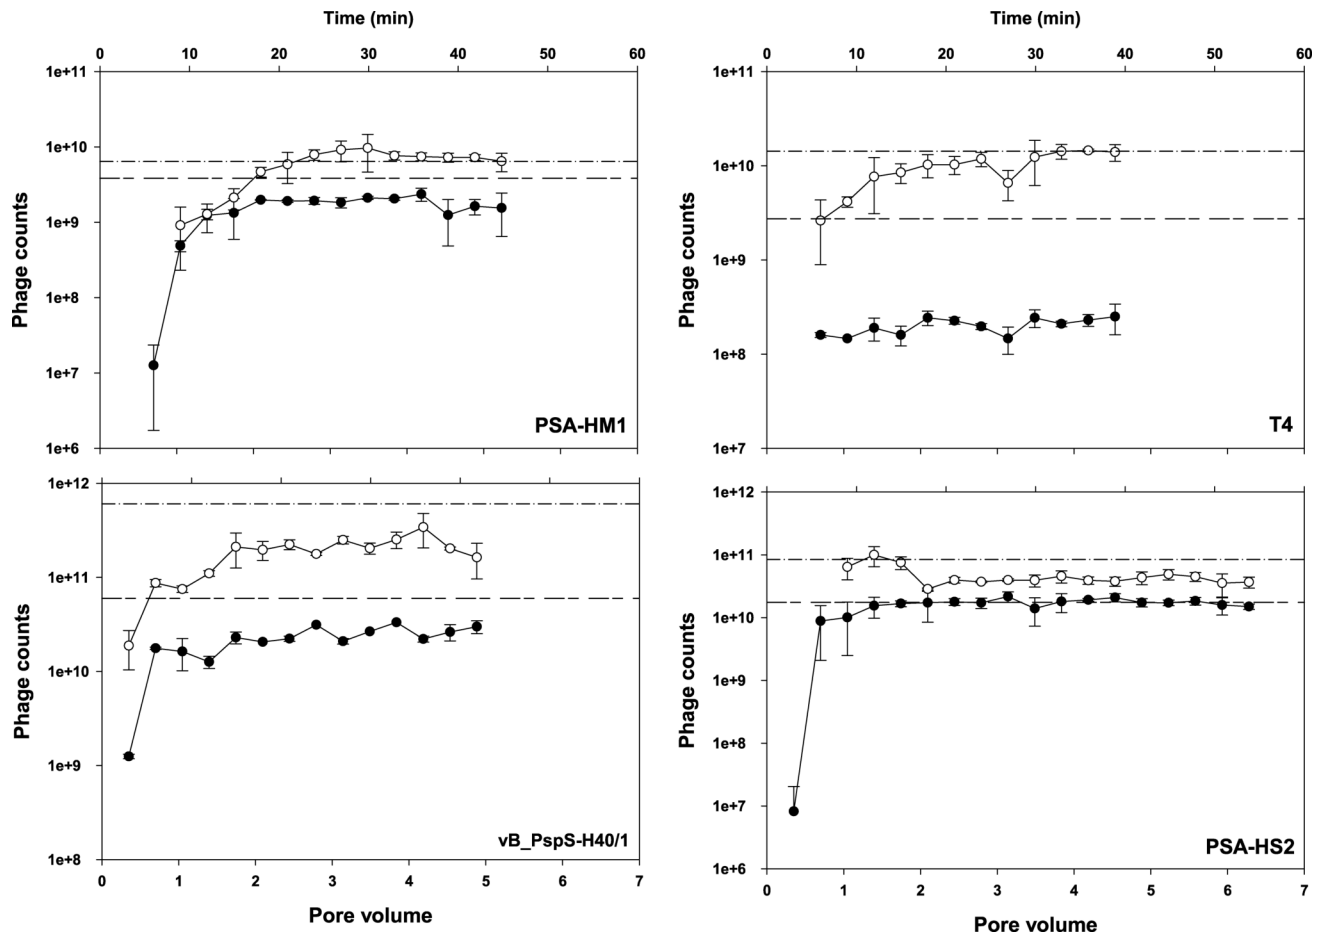 Time (min)
0 10 20 30 40 50 60
1e+11
1e+10
1e+9
1e+8
1e+7
1e+6
Phage counts
PSA-HM1
Time (min)
0 10 20 30 40 50 60
1e+11
1e+10
1e+9
1e+8
1e+7
Phage counts
T4
1e+12
1e+11
1e+10
1e+9
1e+8
Phage counts
vB_PspS-H40/1
0 1 2 3 4 5 6 7
Pore volume
1e+12
1e+11
1e+10
1e+9
1e+8
1e+7
1e+6
Phage counts
PSA-HS2
0 1 2 3 4 5 6 7
Pore volume